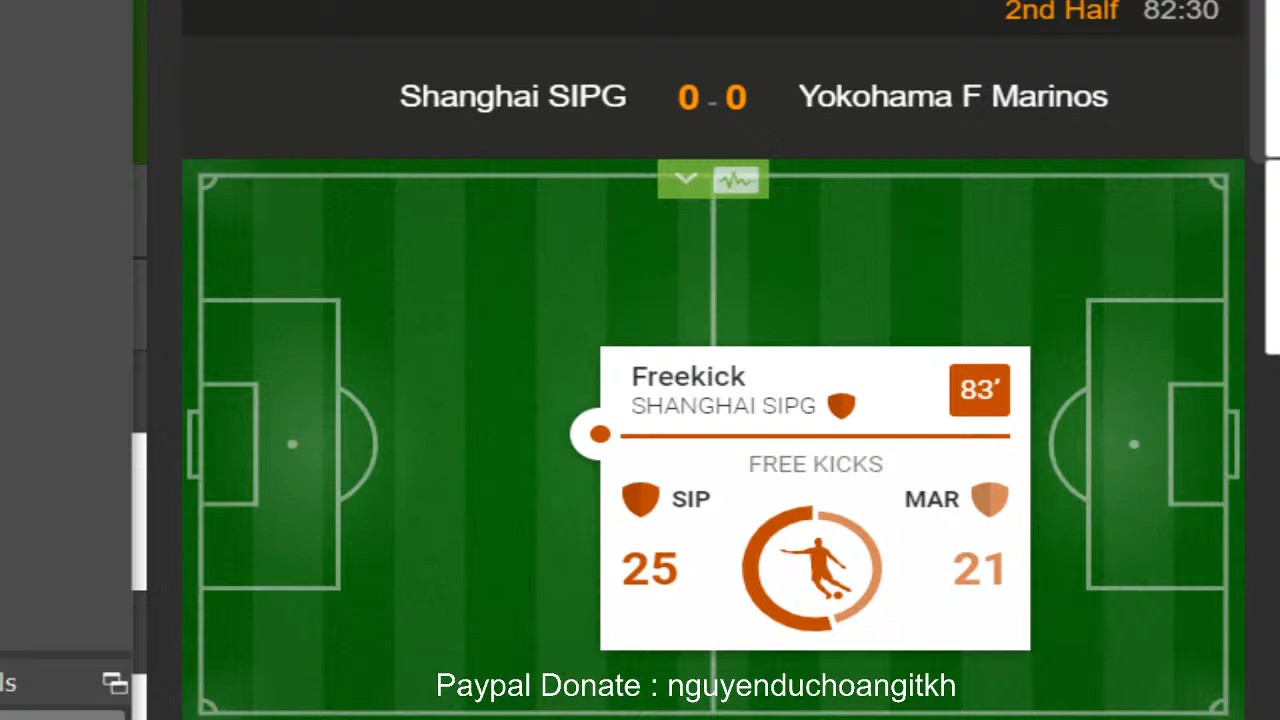 2nd Half 82:30
Shanghai SIPG 0 - 0 Yokohama F Marinos
Freekick
SHANGHAI SIPG
83’
FREE KICKS
SIP MAR
25 21
ls
Paypal Donate : nguyenduchoangitkh